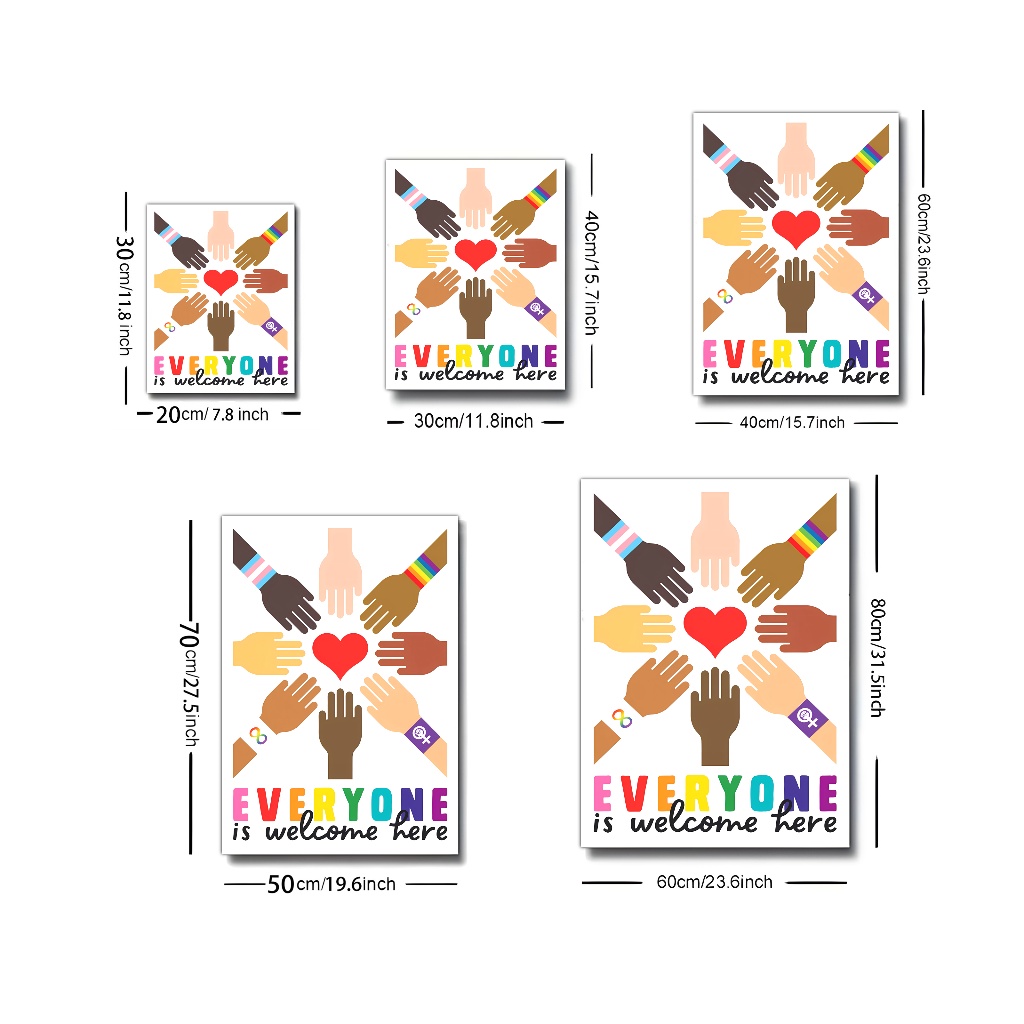 30cm/11.8 inch
EVERYONE
is welcome here
20cm/7.8 inch
EVERYONE
is welcome here
40cm/15.7inch
30cm/11.8inch
EVERYONE
is welcome here
60cm/23.6inch
40cm/15.7inch
70cm/27.5inch
EVERYONE
is welcome here
50cm/19.6inch
EVERYONE
is welcome here
80cm/31.5inch
60cm/23.6inch